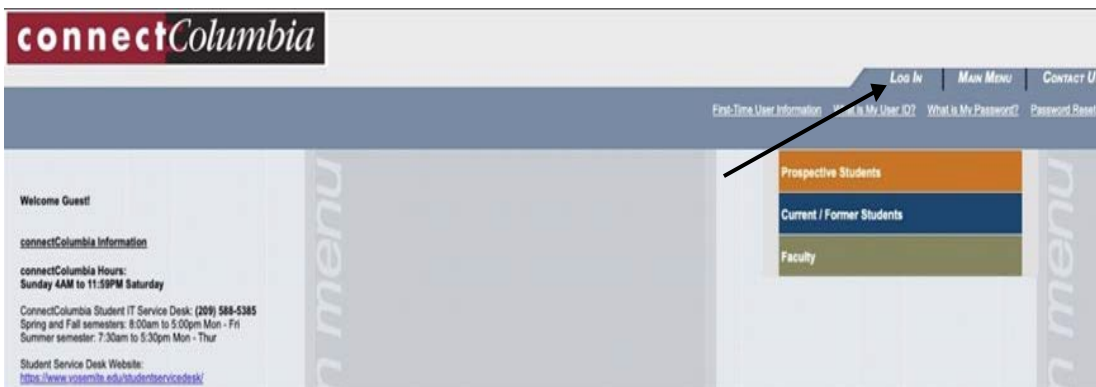 connectColumbia
LOG IN MAIN MENU CONTACT U
First-Time User Information What is My User ID? What is My Password? Password Reset
Prospective Students
Current / Former Students
Faculty
Welcome Guest!
connectColumbia Information
connectColumbia Hours:
Sunday 4AM to 11:59PM Saturday
ConnectColumbia Student IT Service Desk: (209) 588-5385
Spring and Fall semesters: 8:00am to 5:00pm Mon - Fri
Summer semester: 7:30am to 5:30pm Mon - Thur
Student Service Desk Website:
https://www.yosemite.edu/studentservicedesk/
n menu
n menu